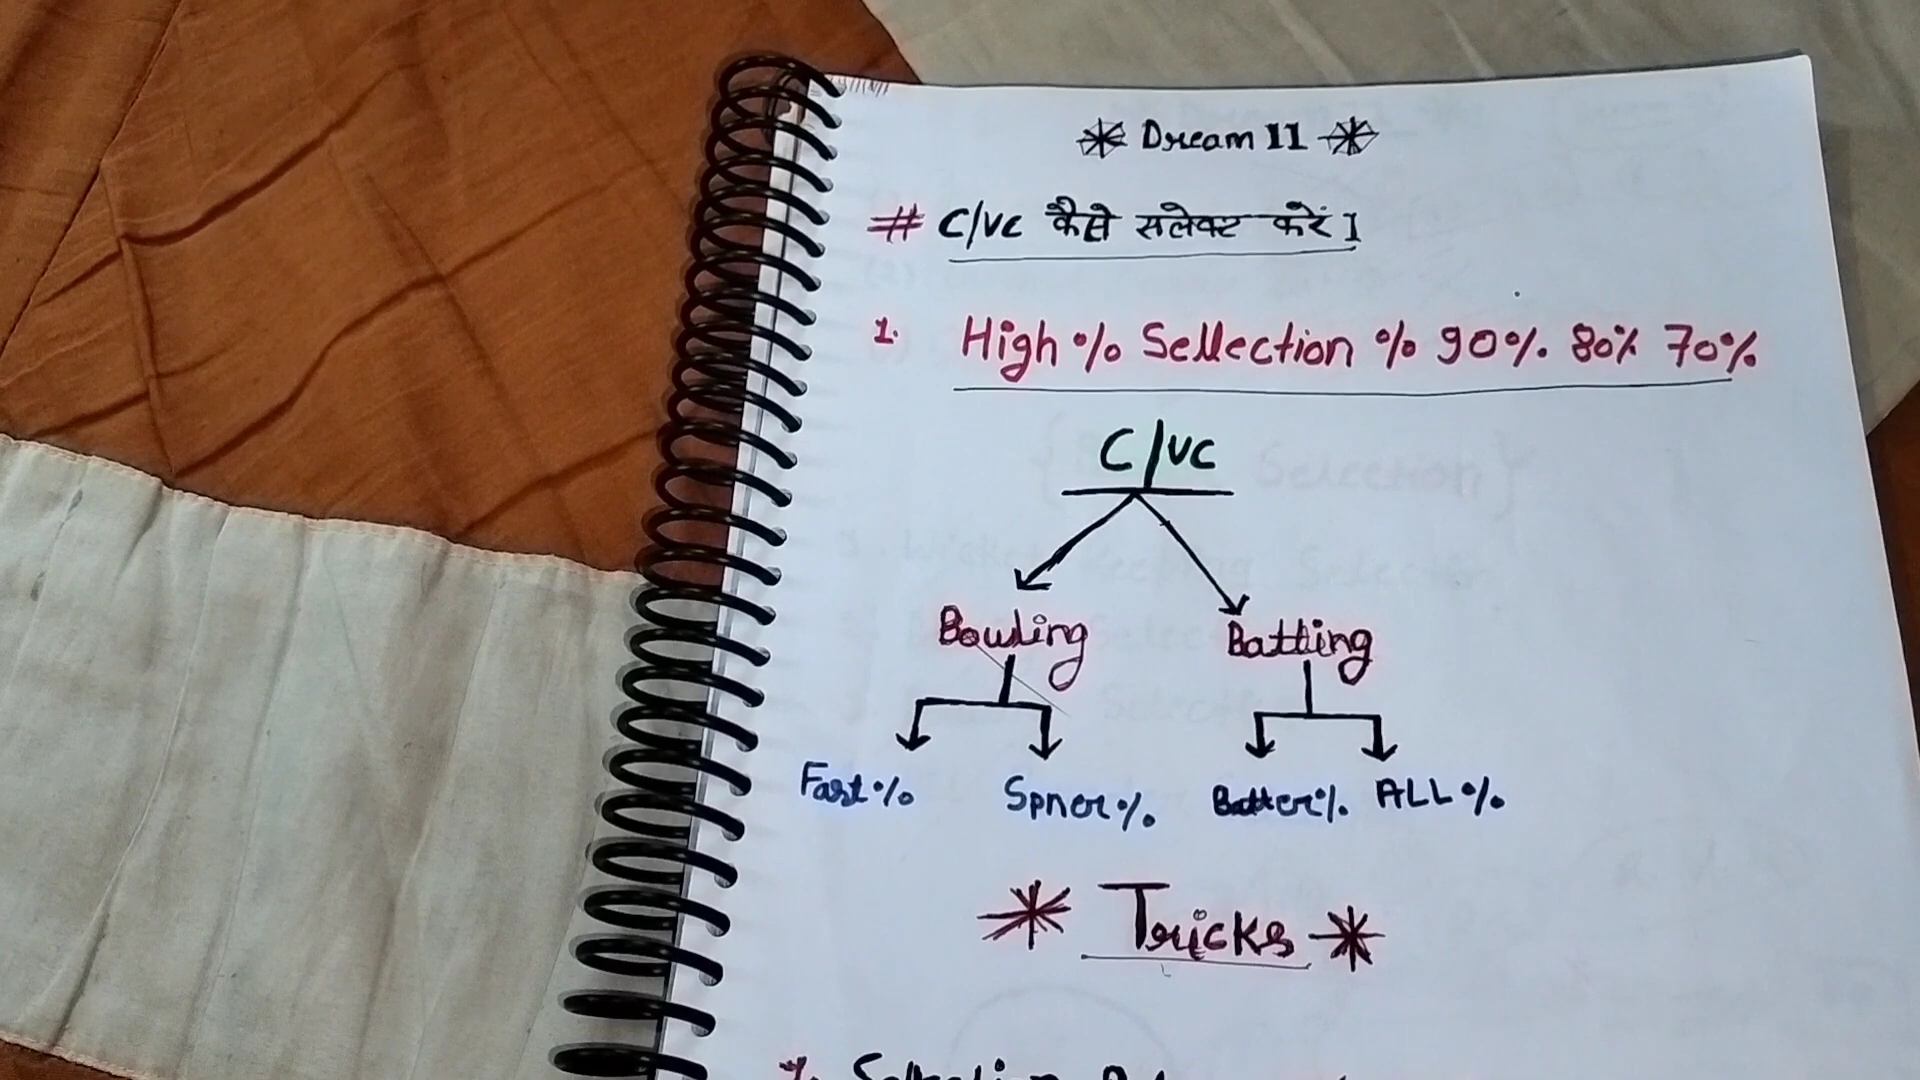 Dream 11
# C/VC कैसे सलेक्ट करें I
1. High % Sellection % 90% 80% 70%
C/VC
Bowling Batting
Fast % Spner % Batter % ALL %
Tricks